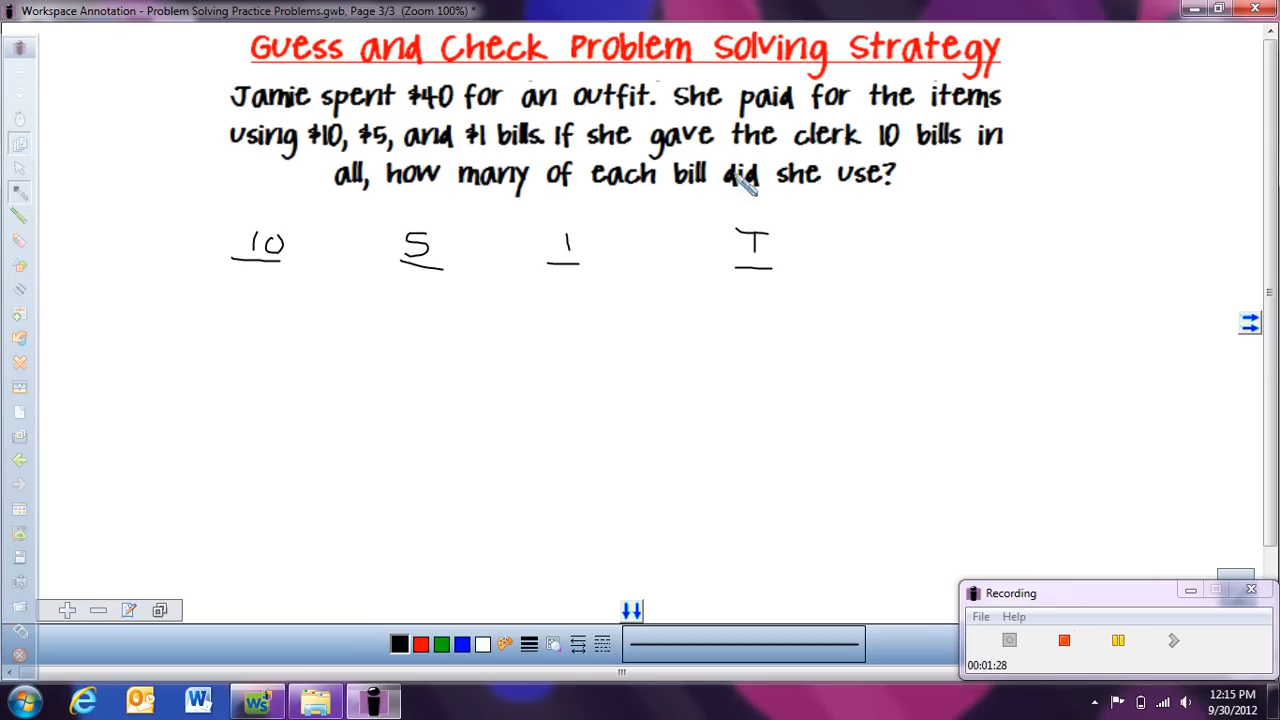 Workspace Annotation - Problem Solving Practice Problems.gwb, Page 3/3 (Zoom 100%) *
Guess and Check Problem Solving Strategy
Jamie spent $40 for an outfit. She paid for the items
using $10, $5, and $1 bills. If she gave the clerk 10 bills in
all, how many of each bill did she use?
10 5 1 T
Recording
File Help
00:01:28
12:15 PM
9/30/2012